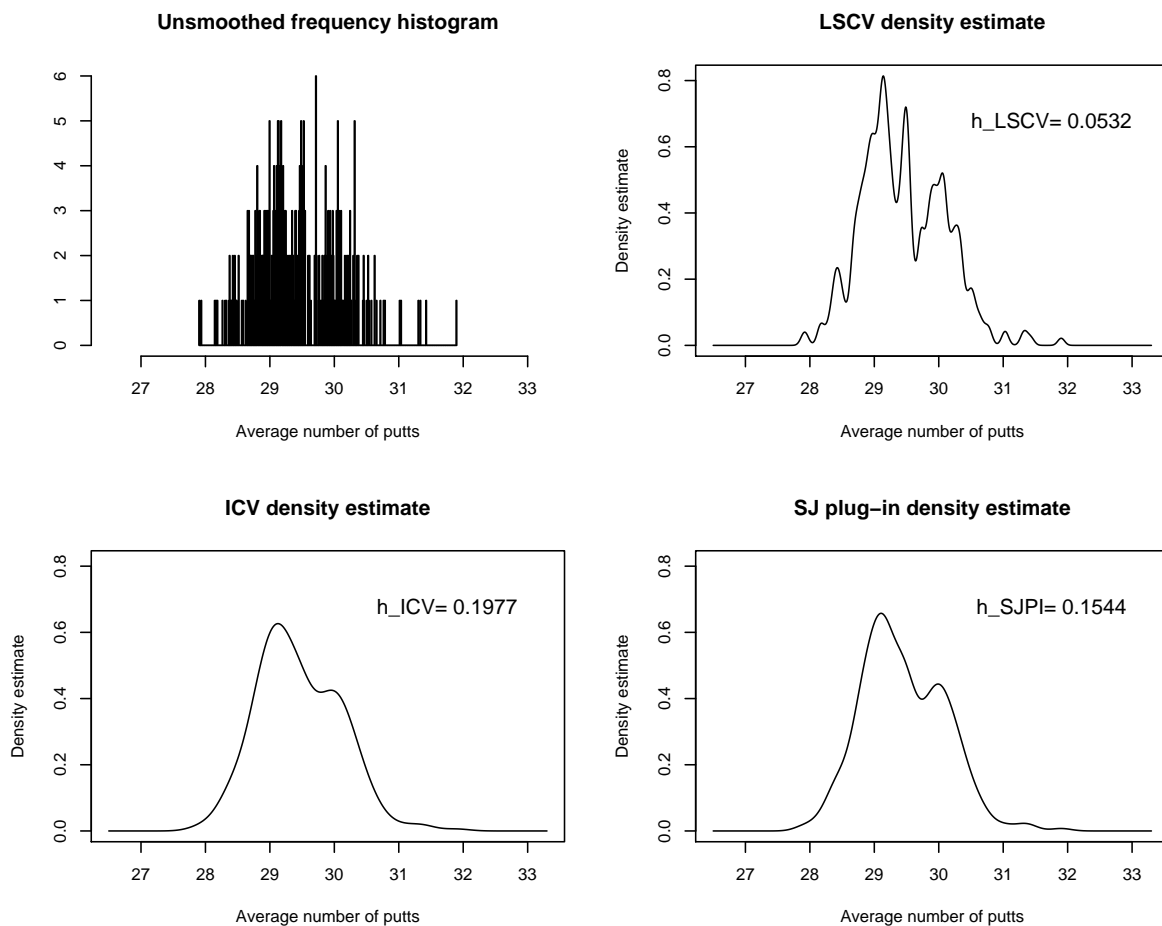 Unsmoothed frequency histogram
6
5
4
3
2
1
0
27 28 29 30 31 32 33
Average number of putts
LSCV density estimate
h_LSCV= 0.0532
Density estimate
0.8
0.6
0.4
0.2
0.0
27 28 29 30 31 32 33
Average number of putts
ICV density estimate
h_ICV= 0.1977
Density estimate
0.8
0.6
0.4
0.2
0.0
27 28 29 30 31 32 33
Average number of putts
SJ plug−in density estimate
h_SJPI= 0.1544
Density estimate
0.8
0.6
0.4
0.2
0.0
27 28 29 30 31 32 33
Average number of putts